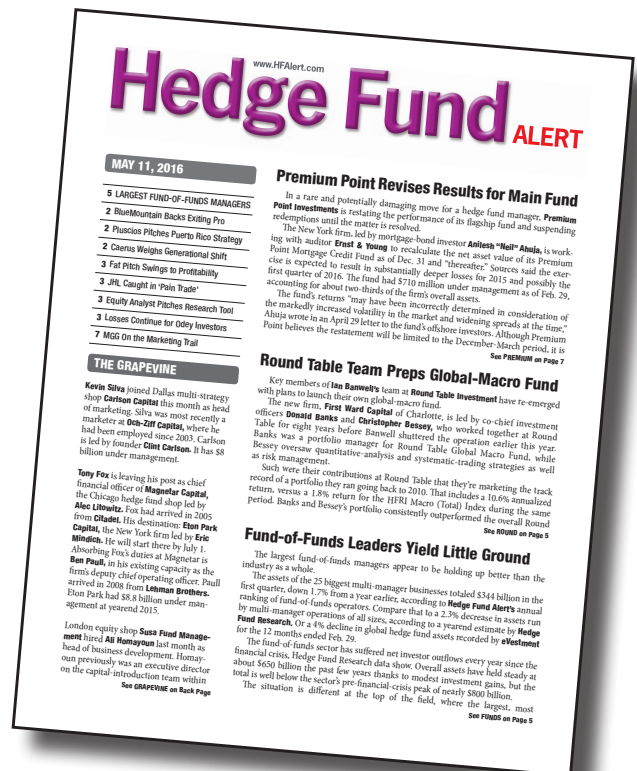 www.HFAlert.com
Hedge Fund
ALERT
MAY 11, 2016
5 LARGEST FUND-OF-FUNDS MANAGERS
2 BlueMountain Backs Exiting Pro
2 Pluscios Pitches Puerto Rico Strategy
2 Caerus Weighs Generational Shift
3 Fat Pitch Swings to Profitability
3 JHL Caught in ‘Pain Trade’
3 Equity Analyst Pitches Research Tool
3 Losses Continue for Odey Investors
7 MGG On the Marketing Trail
THE GRAPEVINE
Kevin Silva joined Dallas multi-strategy
shop Carlson Capital this month as head
of marketing. Silva was most recently a
marketer at Och-Ziff Capital, where he
had been employed since 2003. Carlson
is led by founder Clint Carlson. It has $8
billion under management.
Tony Fox is leaving his post as chief
financial officer of Magnetar Capital,
the Chicago hedge fund shop led by
Alec Litowitz. Fox had arrived in 2005
from Citadel. His destination: Eton Park
Capital, the New York firm led by Eric
Mindich. He will start there by July 1.
Absorbing Fox’s duties at Magnetar is
Ben Paull, in his existing capacity as the
firm’s deputy chief operating officer. Paull
arrived in 2008 from Lehman Brothers.
Eton Park had $8.8 billion under man-
agement at yearend 2015.
London equity shop Susa Fund Manage-
ment hired Ali Homayoun last month as
head of business development. Homay-
oun previously was an executive director
on the capital-introduction team within
See GRAPEVINE on Back Page
Premium Point Revises Results for Main Fund
In a rare and potentially damaging move for a hedge fund manager, Premium
Point Investments is restating the performance of its flagship fund and suspending
redemptions until the matter is resolved.
The New York firm, led by mortgage-bond investor Anilesh “Neil” Ahuja, is work-
ing with auditor Ernst & Young to recalculate the net asset value of its Premium
Point Mortgage Credit Fund as of Dec. 31 and “thereafter.” Sources said the exer-
cise is expected to result in substantially deeper losses for 2015 and possibly the
first quarter of 2016. The fund had $710 million under management as of Feb. 29,
accounting for about two-thirds of the firm’s overall assets.
The fund’s returns “may have been incorrectly determined in consideration of
the markedly increased volatility in the market and widening spreads at the time,”
Ahuja wrote in an April 29 letter to the fund’s offshore investors. Although Premium
Point believes the restatement will be limited to the December-March period, it is
See PREMIUM on Page 7
Round Table Team Preps Global-Macro Fund
Key members of Ian Banwell’s team at Round Table Investment have re-emerged
with plans to launch their own global-macro fund.
The new firm, First Ward Capital of Charlotte, is led by co-chief investment
officers Donald Banks and Christopher Bessey, who worked together at Round
Table for eight years before Banwell shuttered the operation earlier this year.
Banks was a portfolio manager for Round Table Global Macro Fund, while
Bessey oversaw quantitative-analysis and systematic-trading strategies as well
as risk management.
Such were their contributions at Round Table that they’re marketing the track
record of a portfolio they ran going back to 2010. That includes a 10.6% annualized
return, versus a 1.8% return for the HFRI Macro (Total) Index during the same
period. Banks and Bessey’s portfolio consistently outperformed the overall Round
See ROUND on Page 5
Fund-of-Funds Leaders Yield Little Ground
The largest fund-of-funds managers appear to be holding up better than the
industry as a whole.
The assets of the 25 biggest multi-manager businesses totaled $344 billion in the
first quarter, down 1.7% from a year earlier, according to Hedge Fund Alert’s annual
ranking of fund-of-funds operators. Compare that to a 2.3% decrease in assets run
by multi-manager operations of all sizes, according to a yearend estimate by Hedge
Fund Research. Or a 4% decline in global hedge fund assets recorded by eVestment
for the 12 months ended Feb. 29.
The fund-of-funds sector has suffered net investor outflows every year since the
financial crisis, Hedge Fund Research data show. Overall assets have held steady at
about $650 billion the past few years thanks to modest investment gains, but the
total is well below the sector’s pre-financial-crisis peak of nearly $800 billion.
The situation is different at the top of the field, where the largest, most
See FUNDS on Page 5